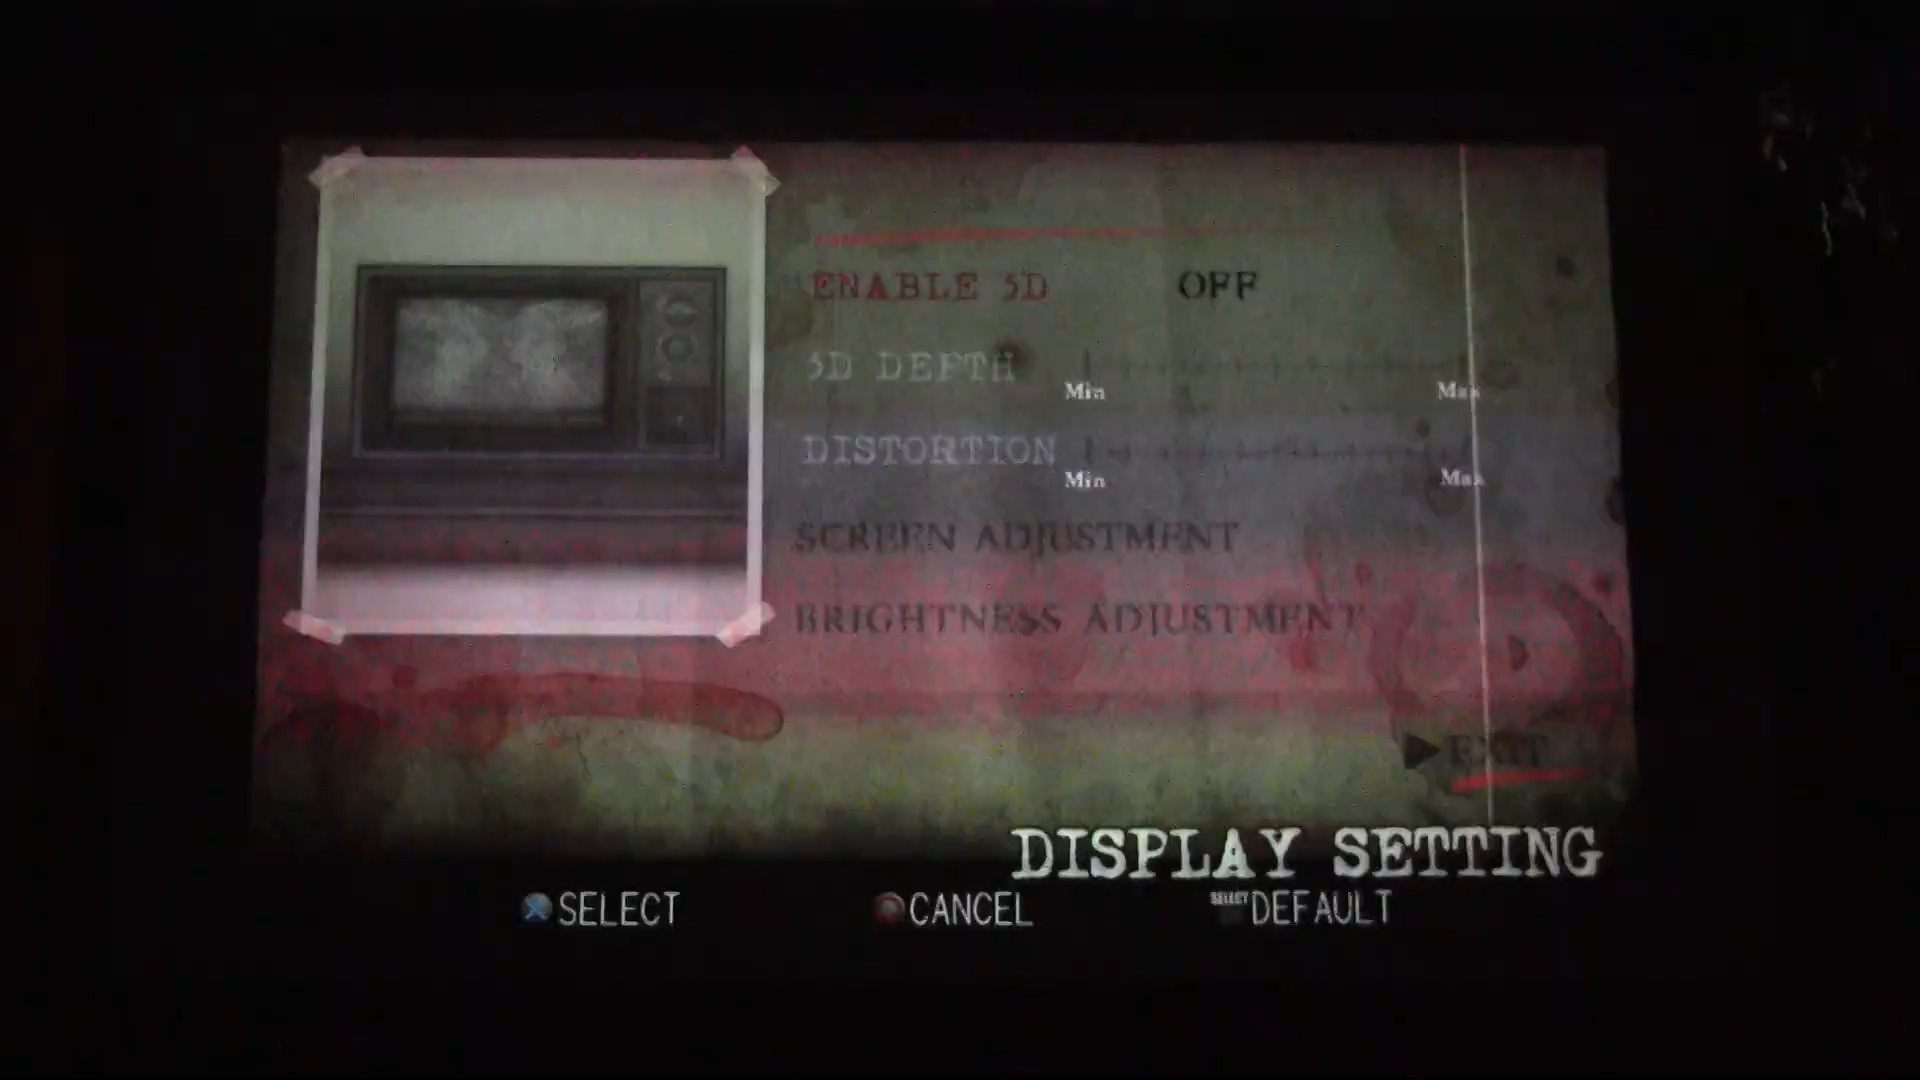 ENABLE 3D OFF
3D DEPTH
Min Max
DISTORTION
Min Max
SCREEN ADJUSTMENT
BRIGHTNESS ADJUSTMENT
EXIT
DISPLAY SETTING
SELECT CANCEL SELECT DEFAULT